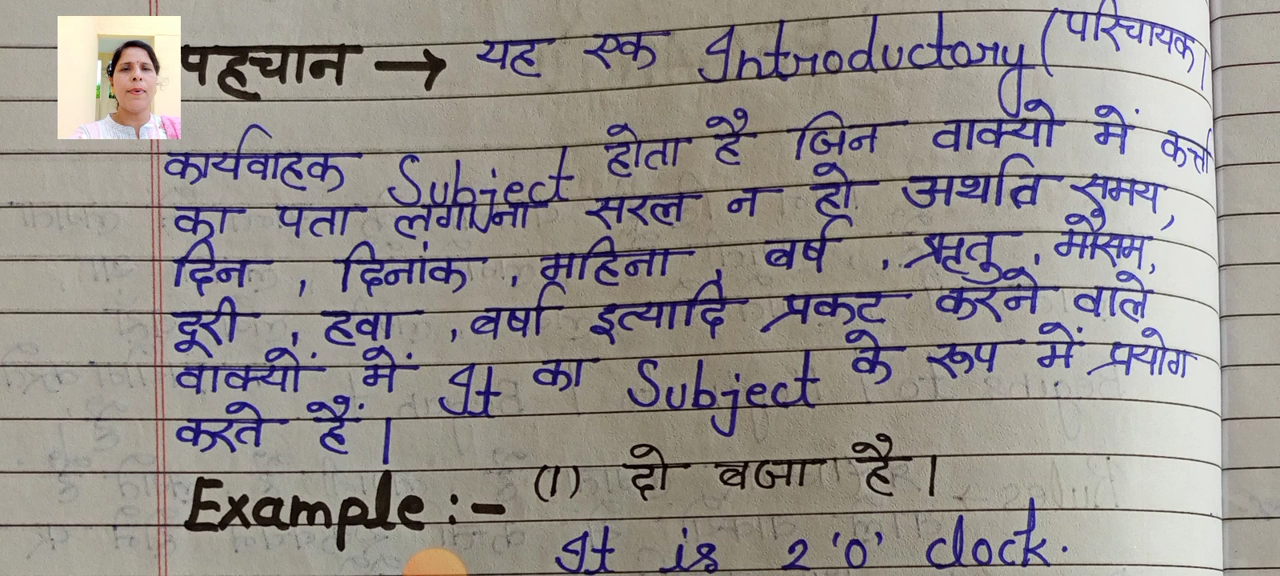 पहचान → यह एक Introductory (परिचायक)
कार्यवाहक Subject होता है जिन वाक्यो में कर्त्ता
का पता लगाना सरल न हो अर्थात समय,
दिन, दिनांक, महिना, वर्ष, ऋतु, मौसम,
दूरी, हवा, वर्षा इत्यादि प्रकट करने वाले
वाक्यों में It का Subject के रूप में प्रयोग
करते हैं।
Example :- (1) दो बजा है।
It is 2 'o' clock.